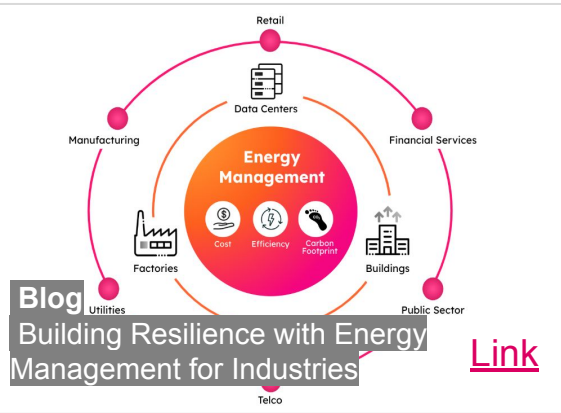 Retail
Data Centers
Manufacturing
Financial Services
Energy
Management
Cost
Efficiency
Carbon
Footprint
Factories
Buildings
Blog
Utilities
Public Sector
Building Resilience with Energy
Management for Industries
Link
Telco